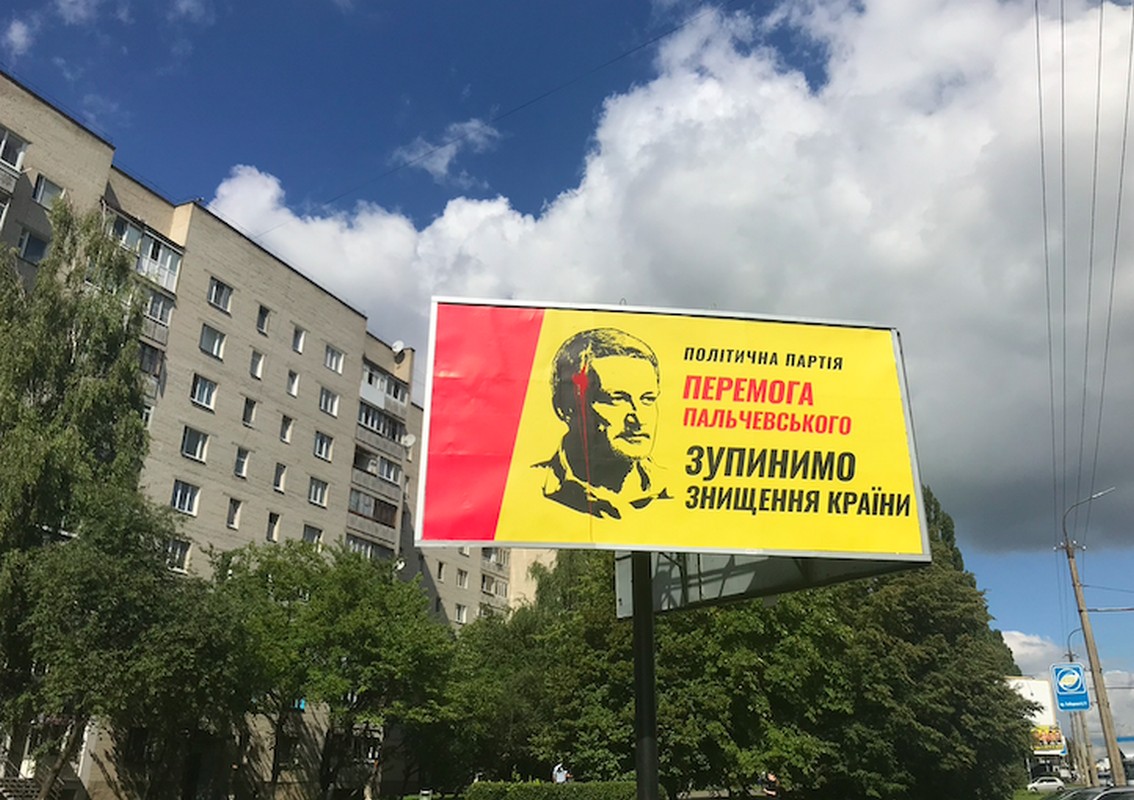 ПОЛІТИЧНА ПАРТІЯ
ПЕРЕМОГА
ПАЛЬЧЕВСЬКОГО
ЗУПИНИМО
ЗНИЩЕННЯ КРАЇНИ